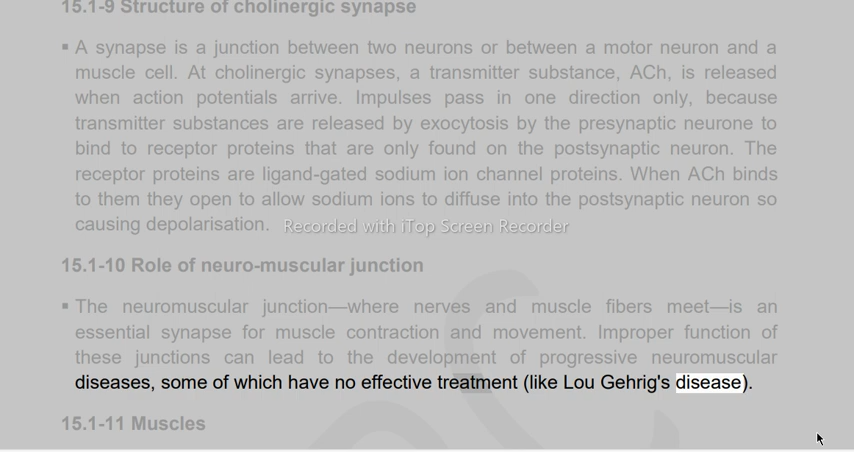 15.1-9 Structure of cholinergic synapse
▪ A synapse is a junction between two neurons or between a motor neuron and a
muscle cell. At cholinergic synapses, a transmitter substance, ACh, is released
when action potentials arrive. Impulses pass in one direction only, because
transmitter substances are released by exocytosis by the presynaptic neurone to
bind to receptor proteins that are only found on the postsynaptic neuron. The
receptor proteins are ligand-gated sodium ion channel proteins. When ACh binds
to them they open to allow sodium ions to diffuse into the postsynaptic neuron so
causing depolarisation.
Recorded with iTop Screen Recorder
15.1-10 Role of neuro-muscular junction
▪ The neuromuscular junction—where nerves and muscle fibers meet—is an
essential synapse for muscle contraction and movement. Improper function of
these junctions can lead to the development of progressive neuromuscular
diseases, some of which have no effective treatment (like Lou Gehrig's disease).
15.1-11 Muscles